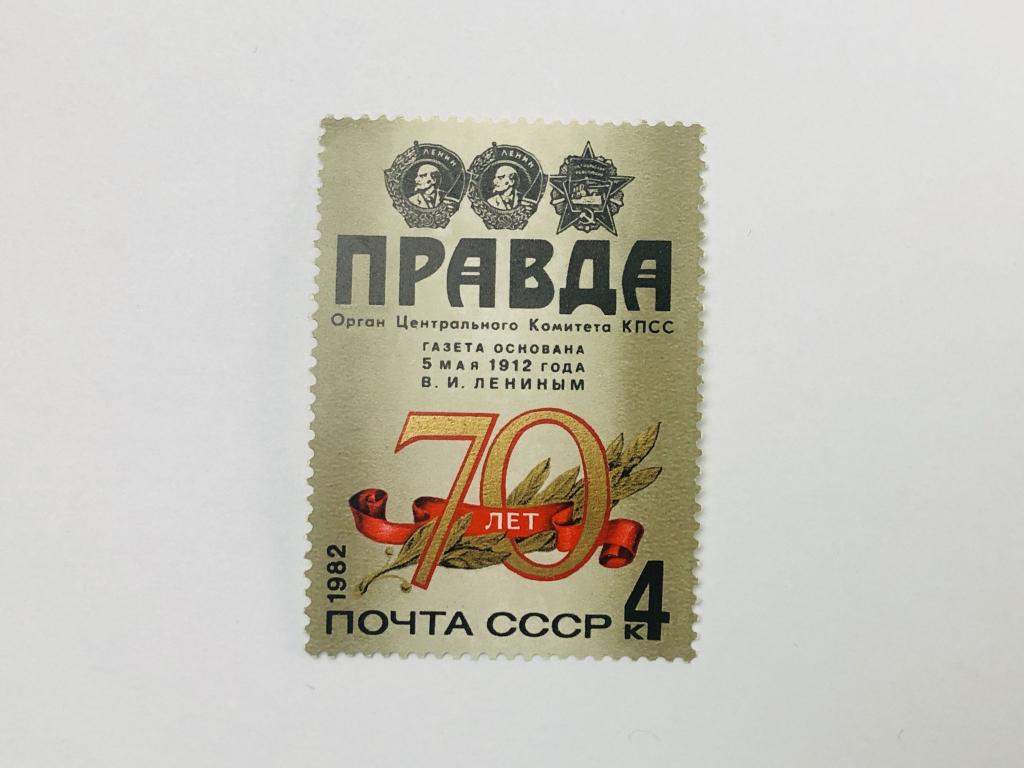 ЛЕНИН ЛЕНИН
ПРАВДА
Орган Центрального Комитета КПСС
ГАЗЕТА ОСНОВАНА
5 МАЯ 1912 ГОДА
В. И. ЛЕНИНЫМ
70
ЛЕТ
1982
ПОЧТА СССР 4 К